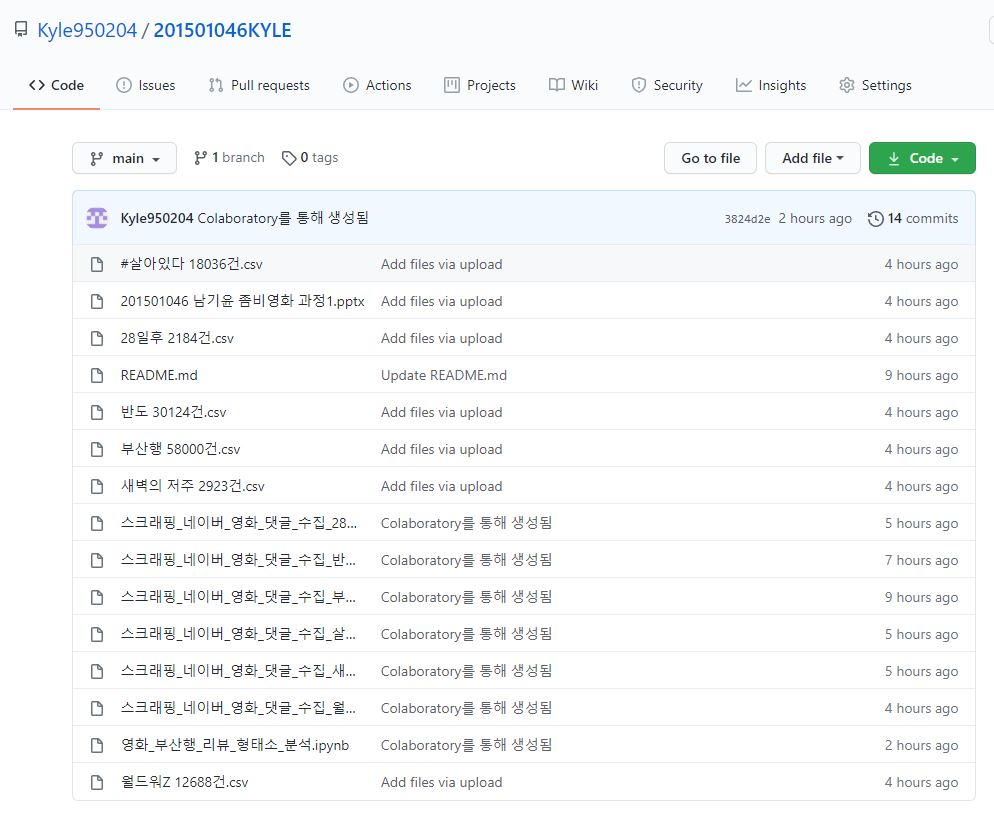 Kyle950204 / 201501046KYLE
Code Issues Pull requests Actions Projects Wiki Security Insights Settings
main 1 branch 0 tags Go to file Add file Code
Kyle950204 Colaboratory를 통해 생성됨 3824d2e 2 hours ago 14 commits
#살아있다 18036건.csv Add files via upload 4 hours ago
201501046 남기윤 좀비영화 과정1.pptx Add files via upload 4 hours ago
28일후 2184건.csv Add files via upload 4 hours ago
README.md Update README.md 9 hours ago
반도 30124건.csv Add files via upload 4 hours ago
부산행 58000건.csv Add files via upload 4 hours ago
새벽의 저주 2923건.csv Add files via upload 4 hours ago
스크래핑_네이버_영화_댓글_수집_28... Colaboratory를 통해 생성됨 5 hours ago
스크래핑_네이버_영화_댓글_수집_반... Colaboratory를 통해 생성됨 7 hours ago
스크래핑_네이버_영화_댓글_수집_부... Colaboratory를 통해 생성됨 9 hours ago
스크래핑_네이버_영화_댓글_수집_살... Colaboratory를 통해 생성됨 5 hours ago
스크래핑_네이버_영화_댓글_수집_새... Colaboratory를 통해 생성됨 5 hours ago
스크래핑_네이버_영화_댓글_수집_월... Colaboratory를 통해 생성됨 4 hours ago
영화_부산행_리뷰_형태소_분석.ipynb Colaboratory를 통해 생성됨 2 hours ago
월드워Z 12688건.csv Add files via upload 4 hours ago